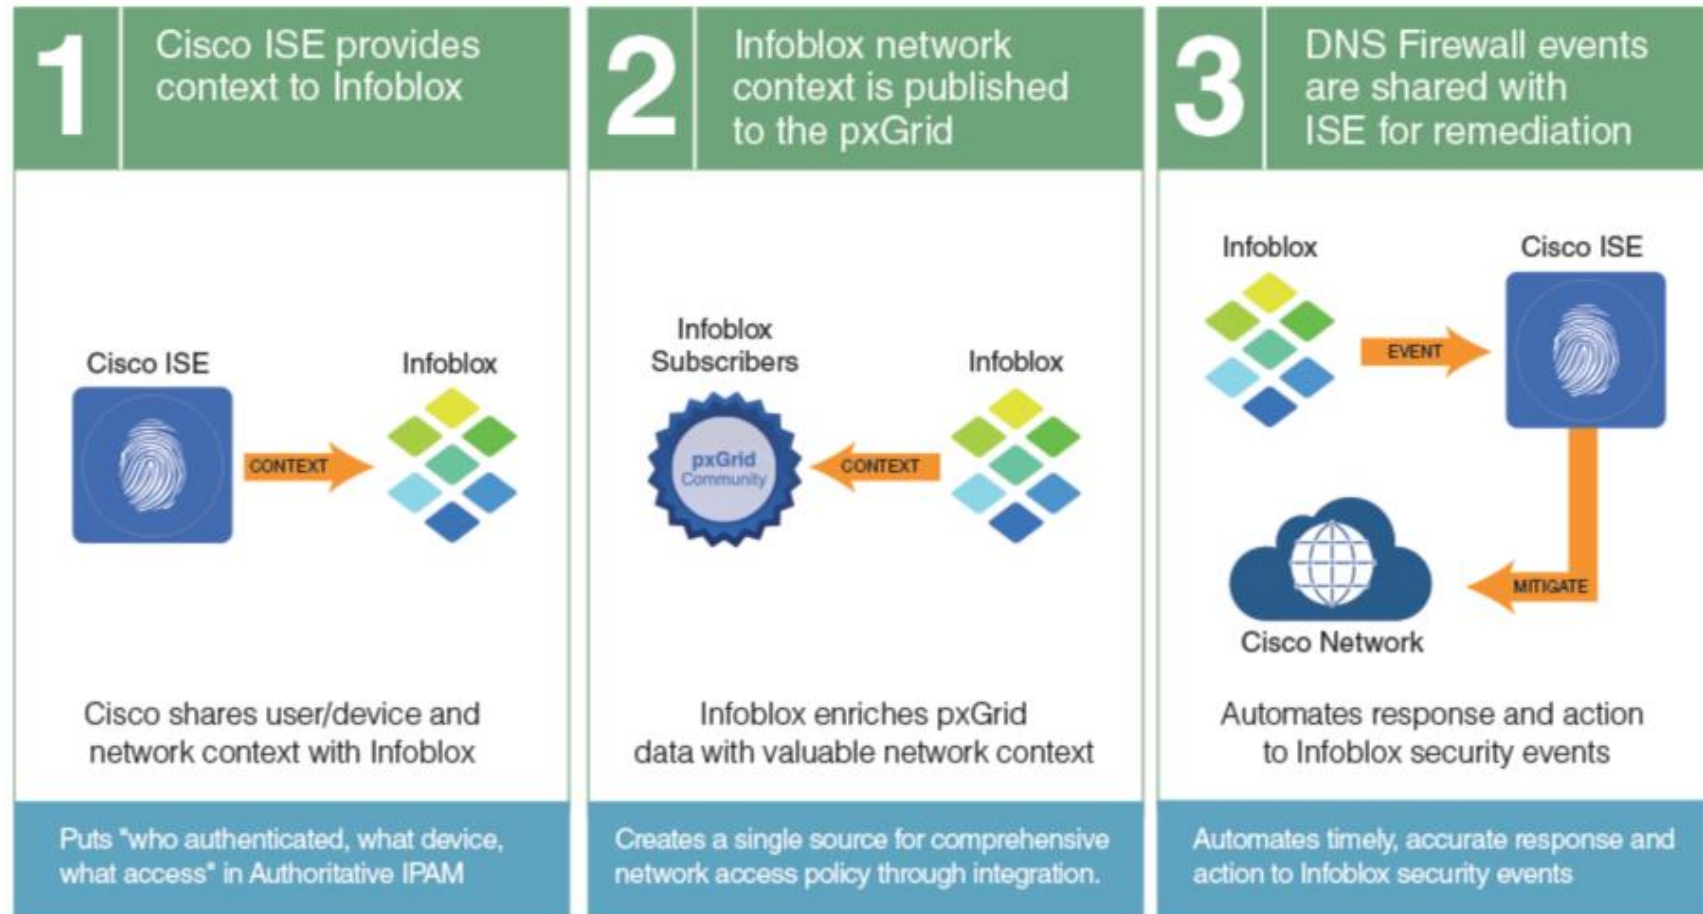 1
Cisco ISE provides
context to Infoblox
Cisco ISE
Infoblox
CONTEXT
Cisco shares user/device and
network context with Infoblox
Puts "who authenticated, what device,
what access" in Authoritative IPAM
2
Infoblox network
context is published
to the pxGrid
Infoblox
Subscribers
Infoblox
pxGrid
Community
CONTEXT
Infoblox enriches pxGrid
data with valuable network context
Creates a single source for comprehensive
network access policy through integration.
3
DNS Firewall events
are shared with
ISE for remediation
Infoblox
Cisco ISE
EVENT
MITIGATE
Cisco Network
Automates response and action
to Infoblox security events
Automates timely, accurate response and
action to Infoblox security events